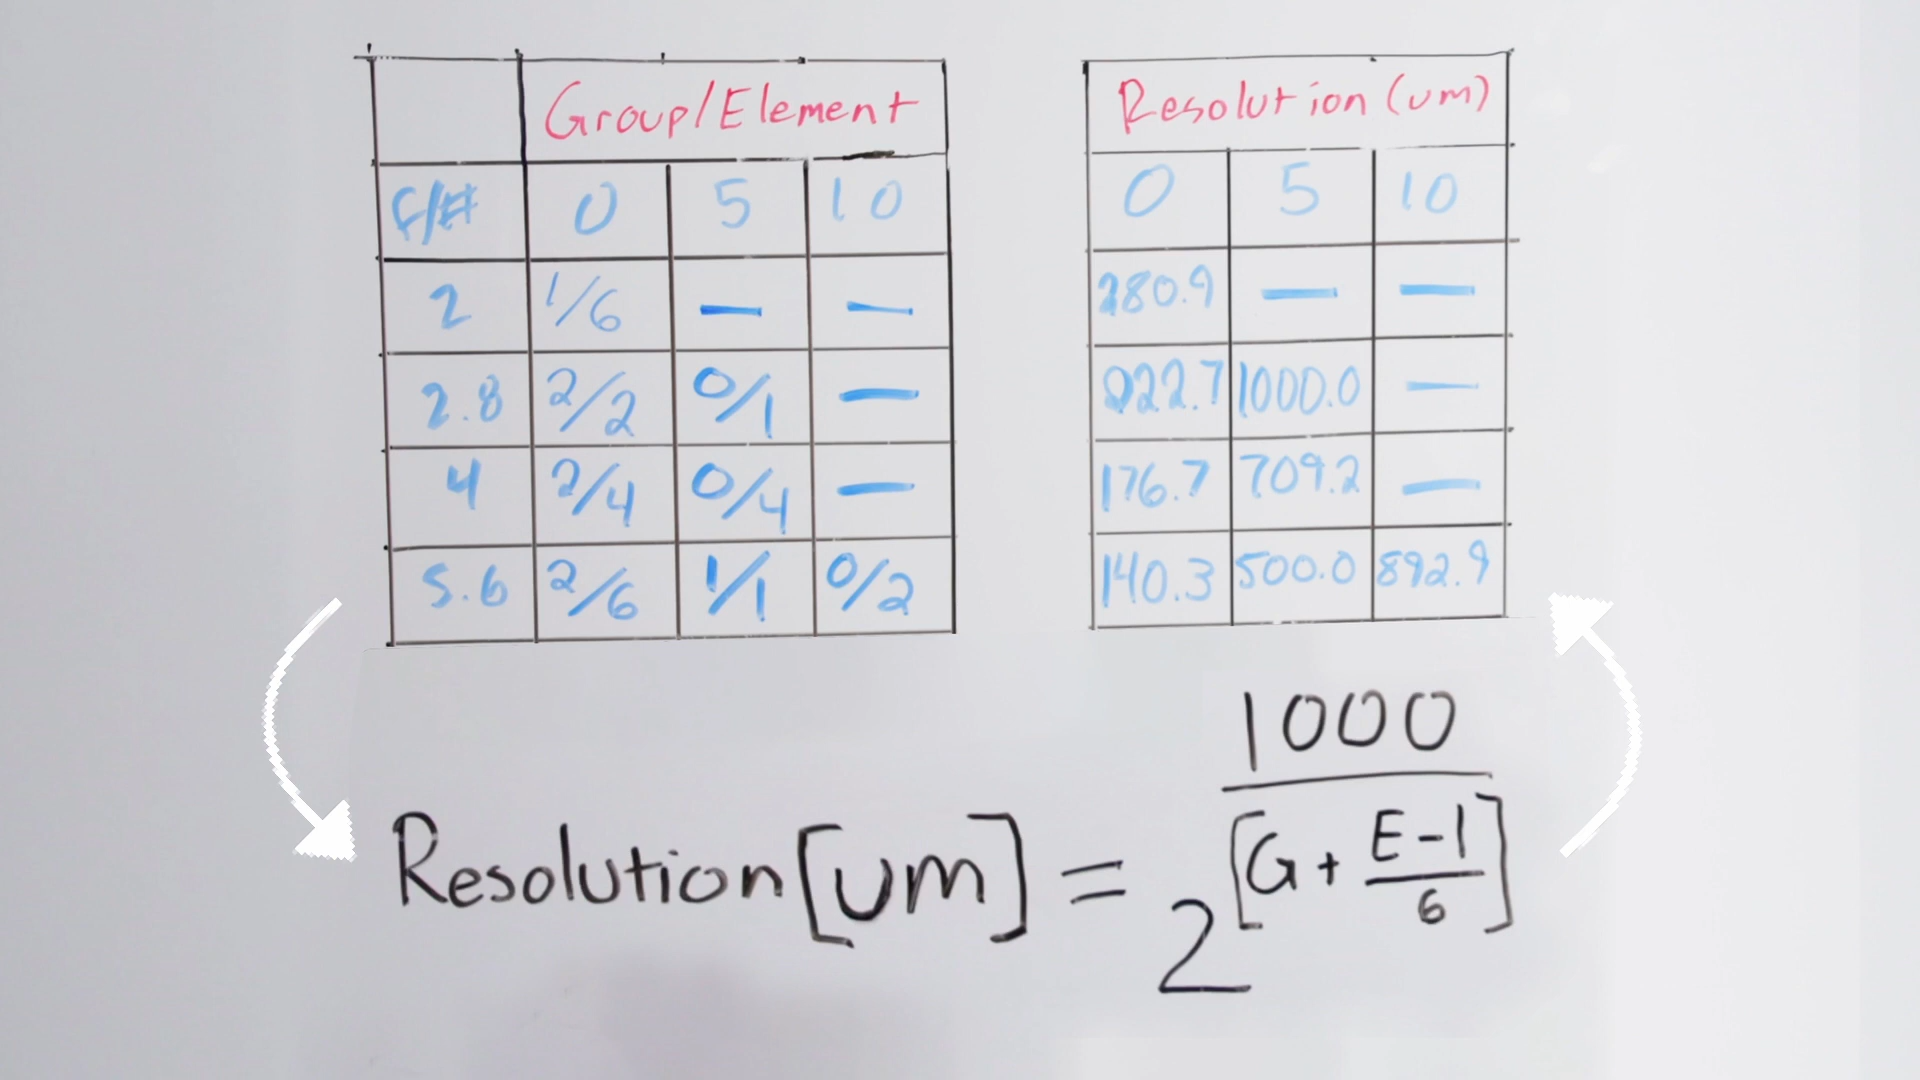 Group/Element
F/# 0 5 10
2 1/6 — —
2.8 2/2 0/1 —
4 2/4 0/4 —
5.6 2/6 1/1 0/2
Resolution (um)
0 5 10
280.9 — —
222.7 1000.0 —
176.7 709.2 —
140.3 500.0 892.9
Resolution [um] = 1000 / 2^[G + (E-1)/6]